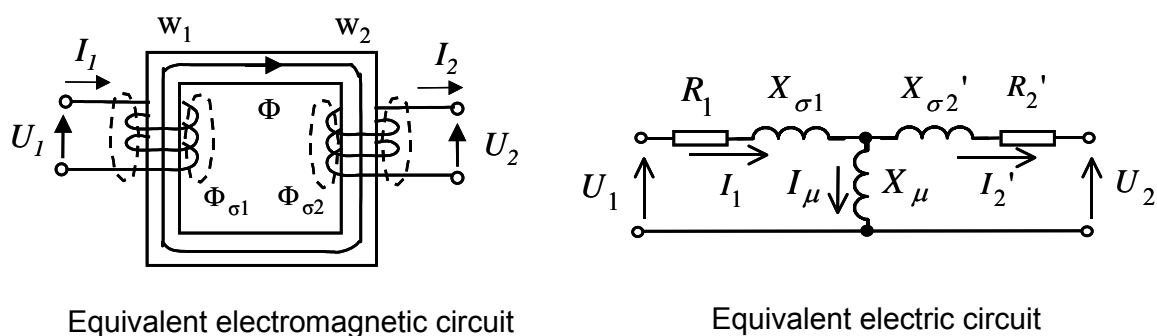 w₁ w₂
I₁ I₂
Φ
U₁ U₂
Φσ1 Φσ2
Equivalent electromagnetic circuit
R₁ Xσ1 Xσ2' R₂'
U₁ I₁ Iμ Xμ I₂' U₂
Equivalent electric circuit